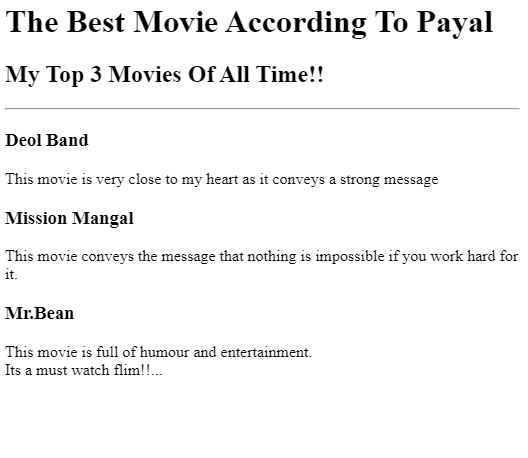 The Best Movie According To Payal
My Top 3 Movies Of All Time!!
Deol Band
This movie is very close to my heart as it conveys a strong message
Mission Mangal
This movie conveys the message that nothing is impossible if you work hard for
it.
Mr.Bean
This movie is full of humour and entertainment.
Its a must watch flim!!...